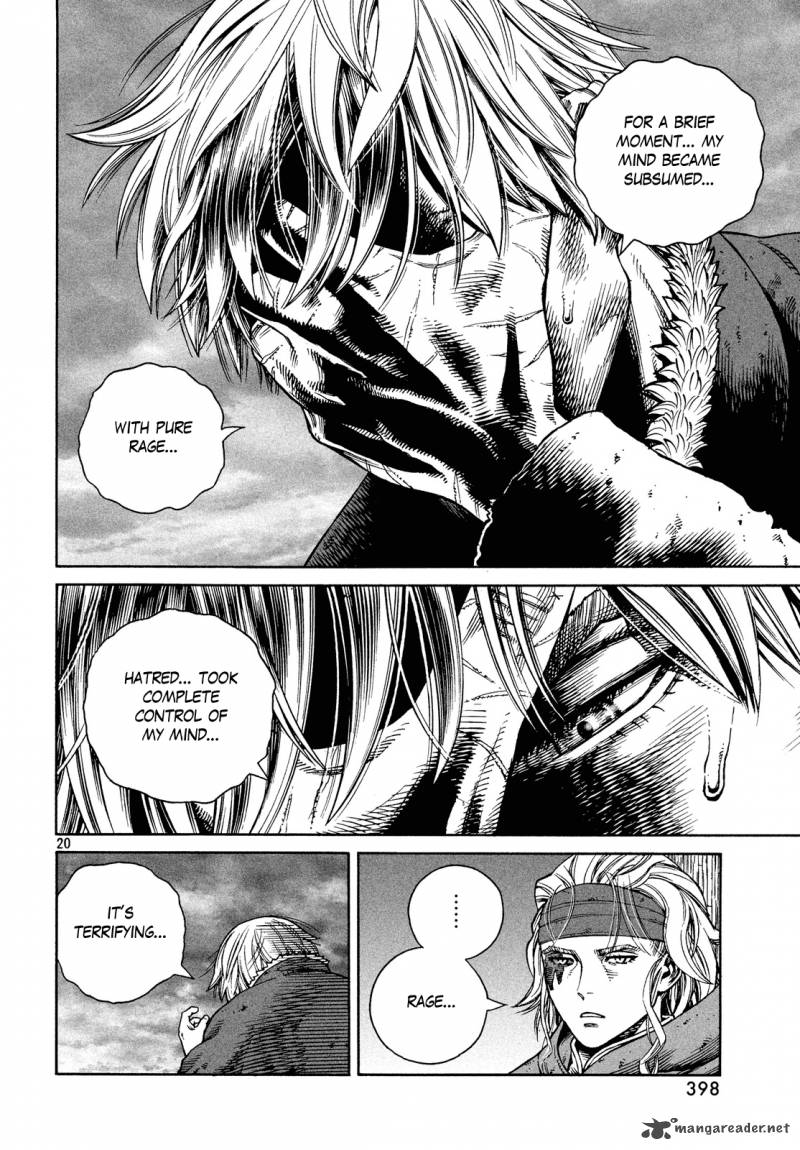 FOR A BRIEF
MOMENT... MY
MIND BECAME
SUBSUMED...
WITH PURE
RAGE...
HATRED... TOOK
COMPLETE
CONTROL OF
MY MIND...
20
......
RAGE...
IT'S
TERRIFYING...
398
mangareader.net